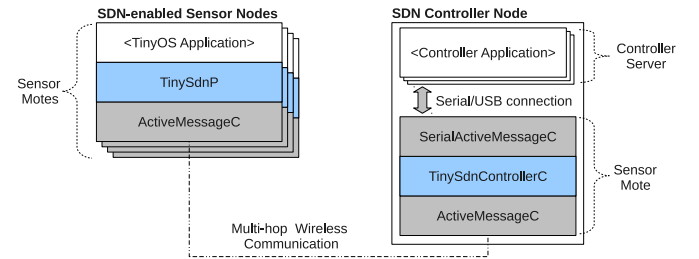 SDN-enabled Sensor Nodes
<TinyOS Application>
TinySdnP
ActiveMessageC
Sensor
Motes
SDN Controller Node
<Controller Application>
Controller
Server
Serial/USB connection
SerialActiveMessageC
TinySdnControllerC
ActiveMessageC
Sensor
Mote
Multi-hop Wireless
Communication